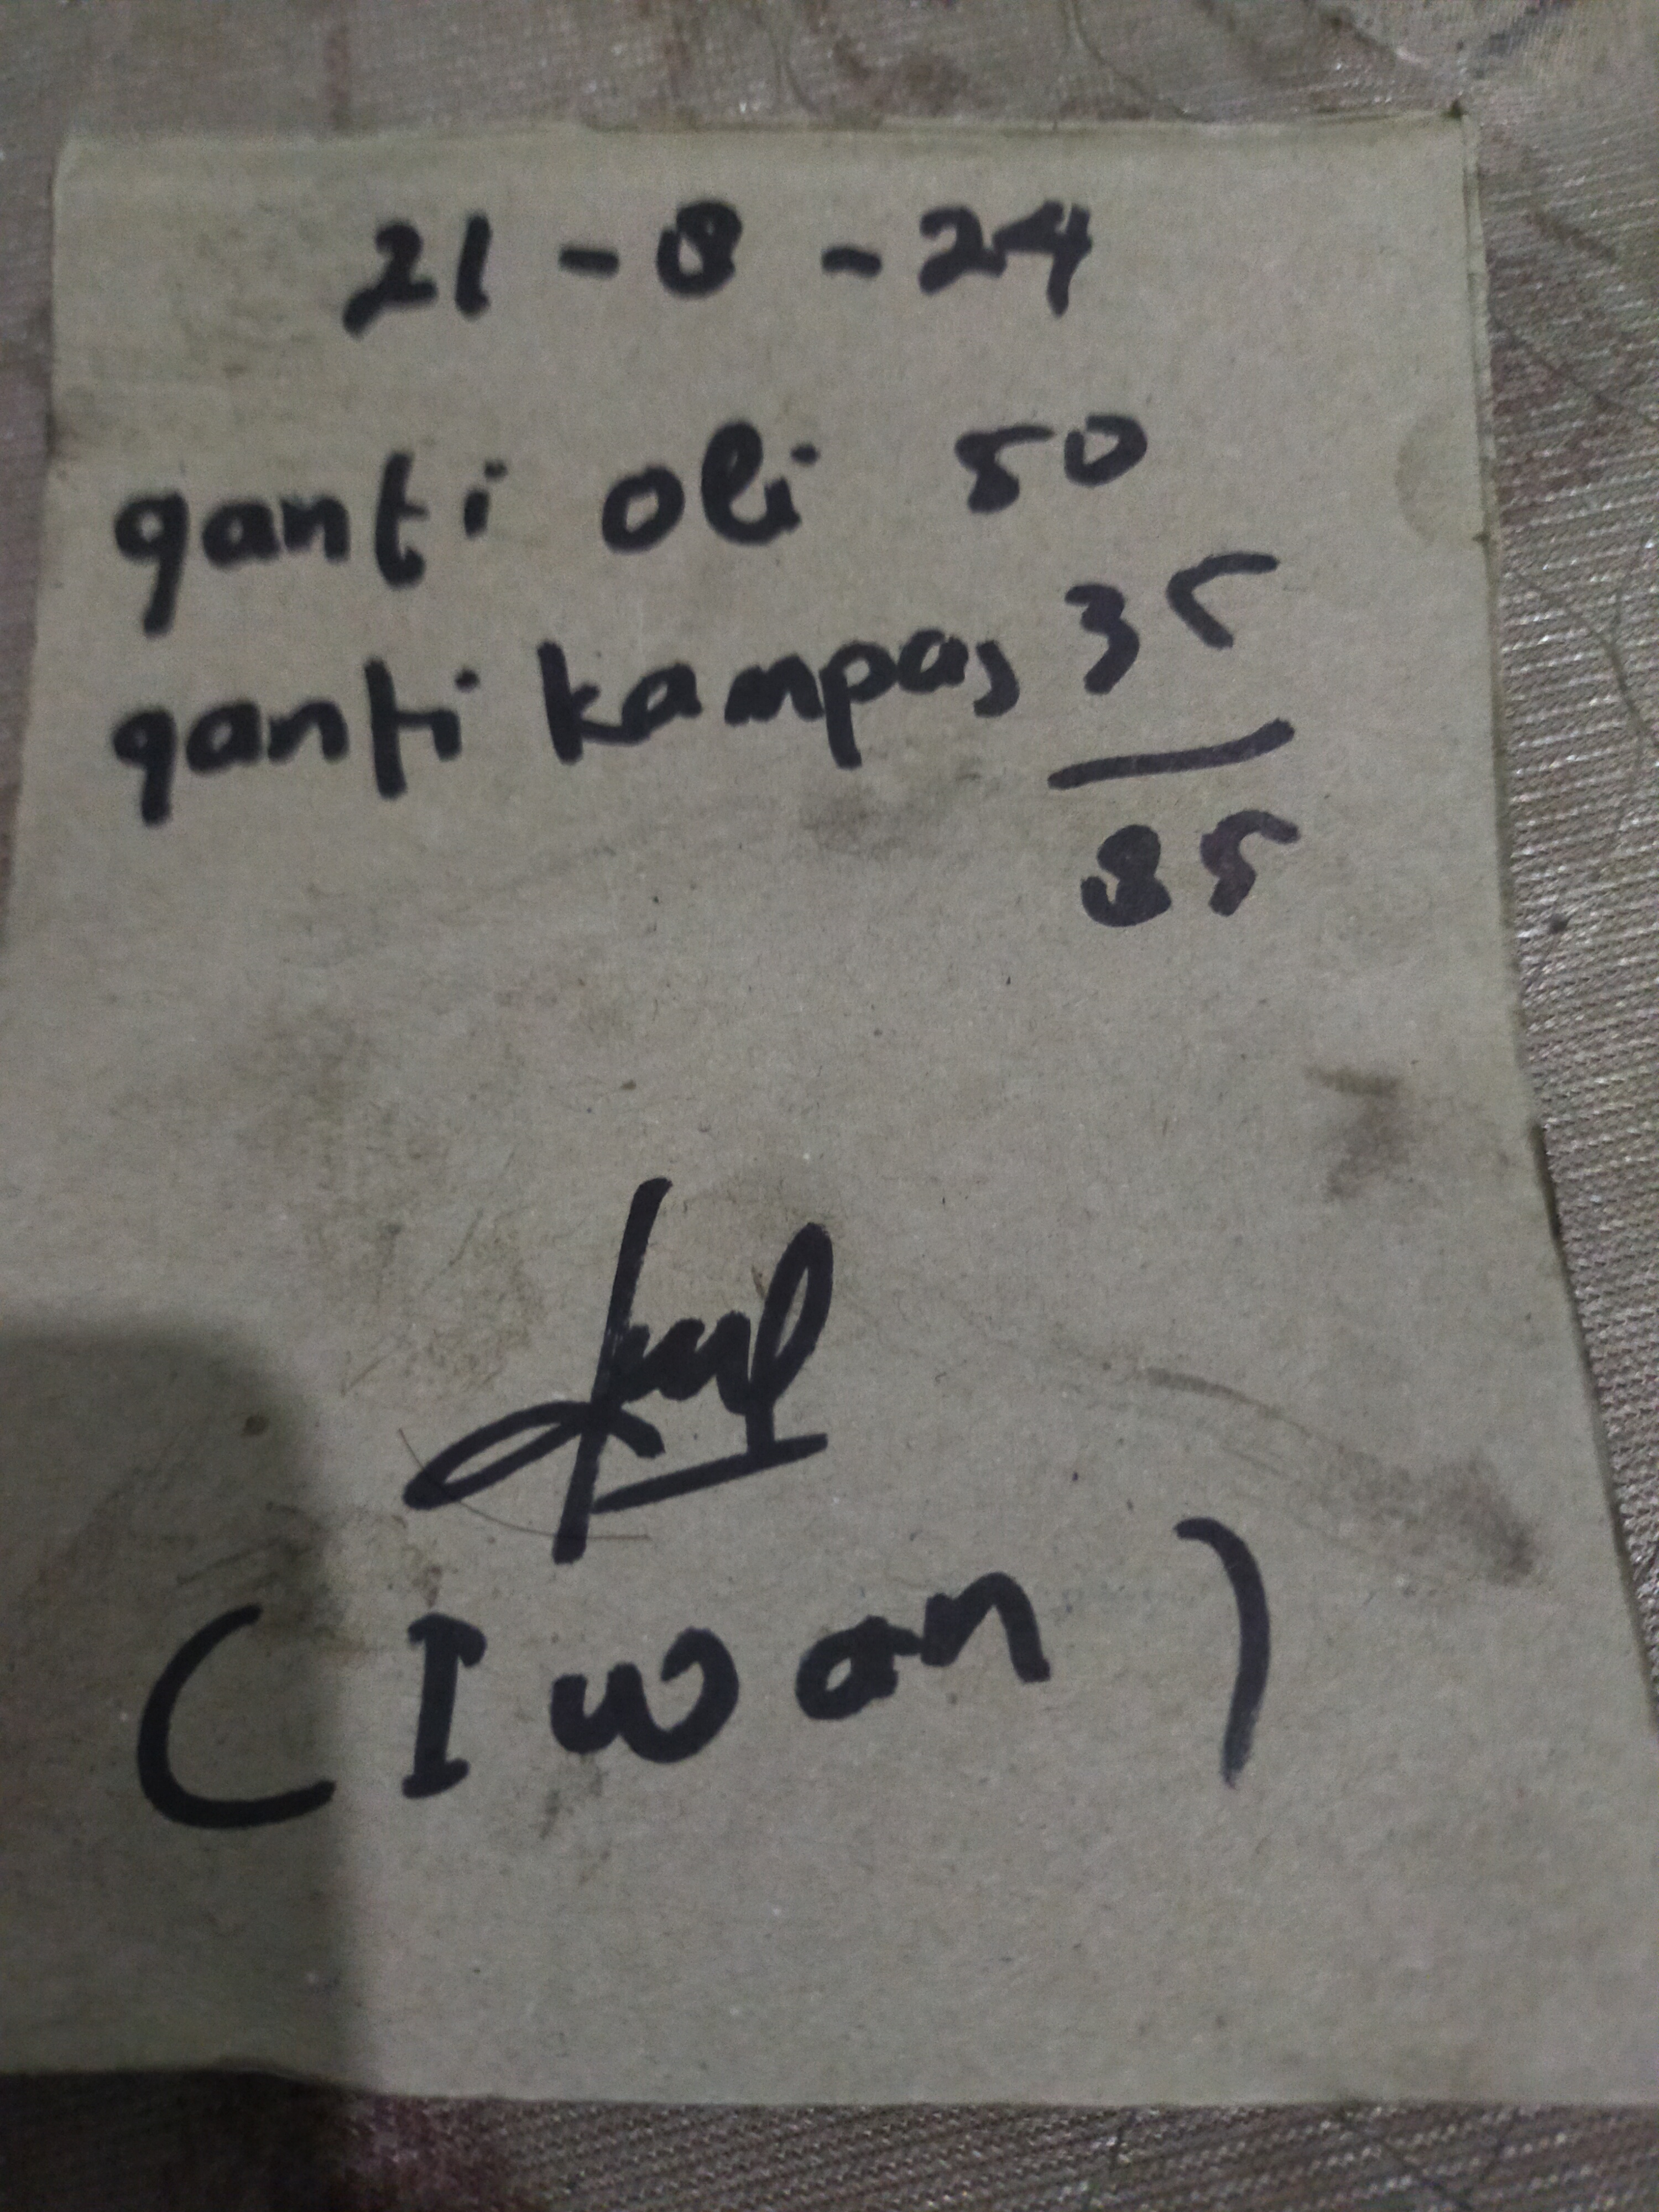 21 - 8 - 24
ganti oli 50
ganti kampas 35
85
(Iwan)